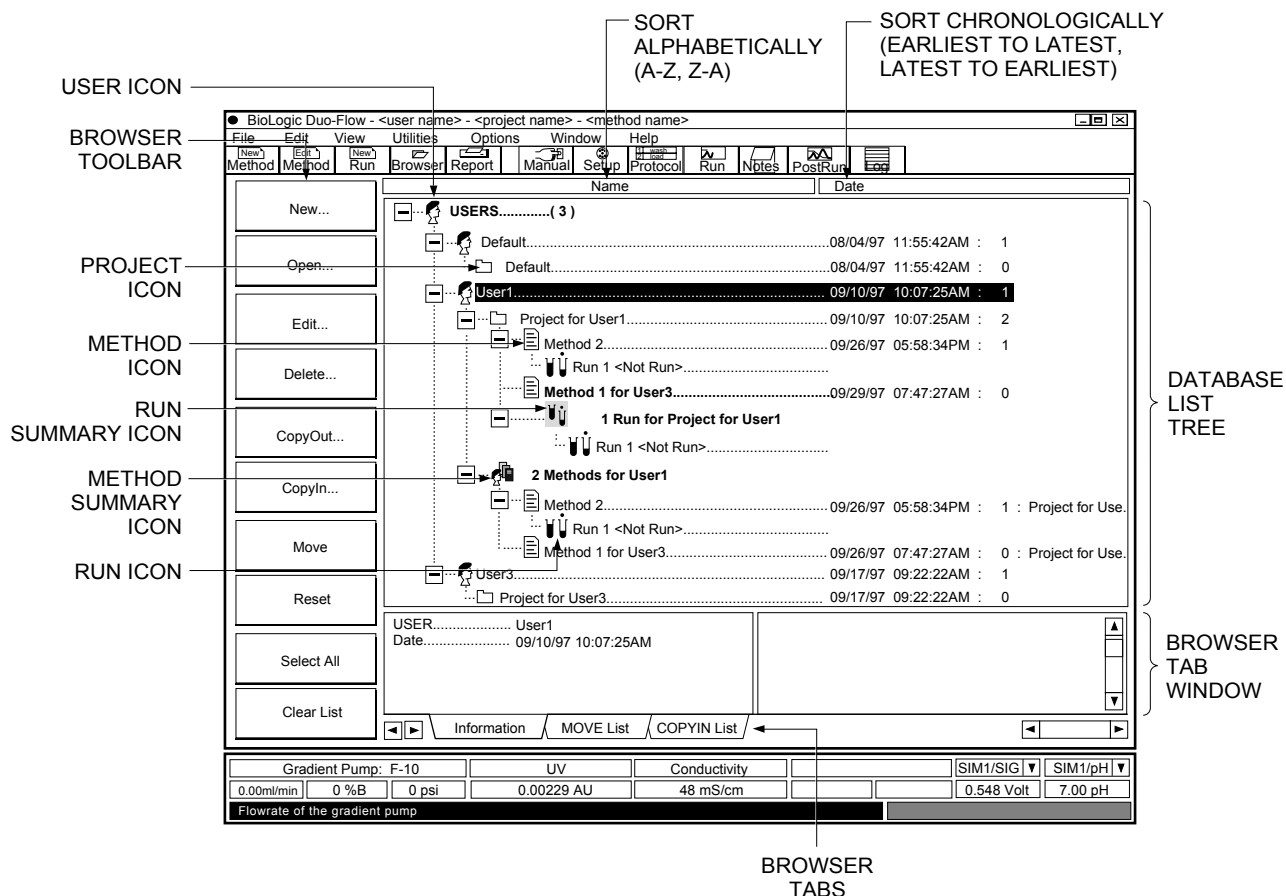 SORT
ALPHABETICALLY
(A-Z, Z-A)
SORT CHRONOLOGICALLY
(EARLIEST TO LATEST,
LATEST TO EARLIEST)
USER ICON
BROWSER
TOOLBAR
PROJECT
ICON
METHOD
ICON
RUN
SUMMARY ICON
METHOD
SUMMARY
ICON
RUN ICON
BioLogic Duo-Flow - <user name> - <project name> - <method name>
File Edit View Utilities Options Window Help
New Edit New 1 wash
2 load
Method Method Run Browser Report Manual Setup Protocol Run Notes PostRun Log
Name Date
New...
Open...
Edit...
Delete...
CopyOut...
CopyIn...
Move
Reset
Select All
Clear List
USERS.............( 3 )
Default............................................................................08/04/97 11:55:42AM : 1
Default......................................................................08/04/97 11:55:42AM : 0
User1.............................................................................. 09/10/97 10:07:25AM : 1
Project for User1................................................... 09/10/97 10:07:25AM : 2
Method 2......................................................... 09/26/97 05:58:34PM : 1
Run 1 <Not Run>.....................................
Method 1 for User3.......................................09/29/97 07:47:27AM : 0
1 Run for Project for User1
Run 1 <Not Run>...............................
2 Methods for User1
Method 2......................................................... 09/26/97 05:58:34PM : 1 : Project for Use.
Run 1 <Not Run>.....................................
Method 1 for User3......................................... 09/26/97 07:47:27AM : 0 : Project for Use.
User3.............................................................................. 09/17/97 09:22:22AM : 1
Project for User3...................................................... 09/17/97 09:22:22AM : 0
USER.................... User1
Date...................... 09/10/97 10:07:25AM
Information MOVE List COPYIN List
DATABASE
LIST
TREE
BROWSER
TAB
WINDOW
Gradient Pump: F-10 UV Conductivity SIM1/SIG SIM1/pH
0.00ml/min 0 %B 0 psi 0.00229 AU 48 mS/cm 0.548 Volt 7.00 pH
Flowrate of the gradient pump
BROWSER
TABS